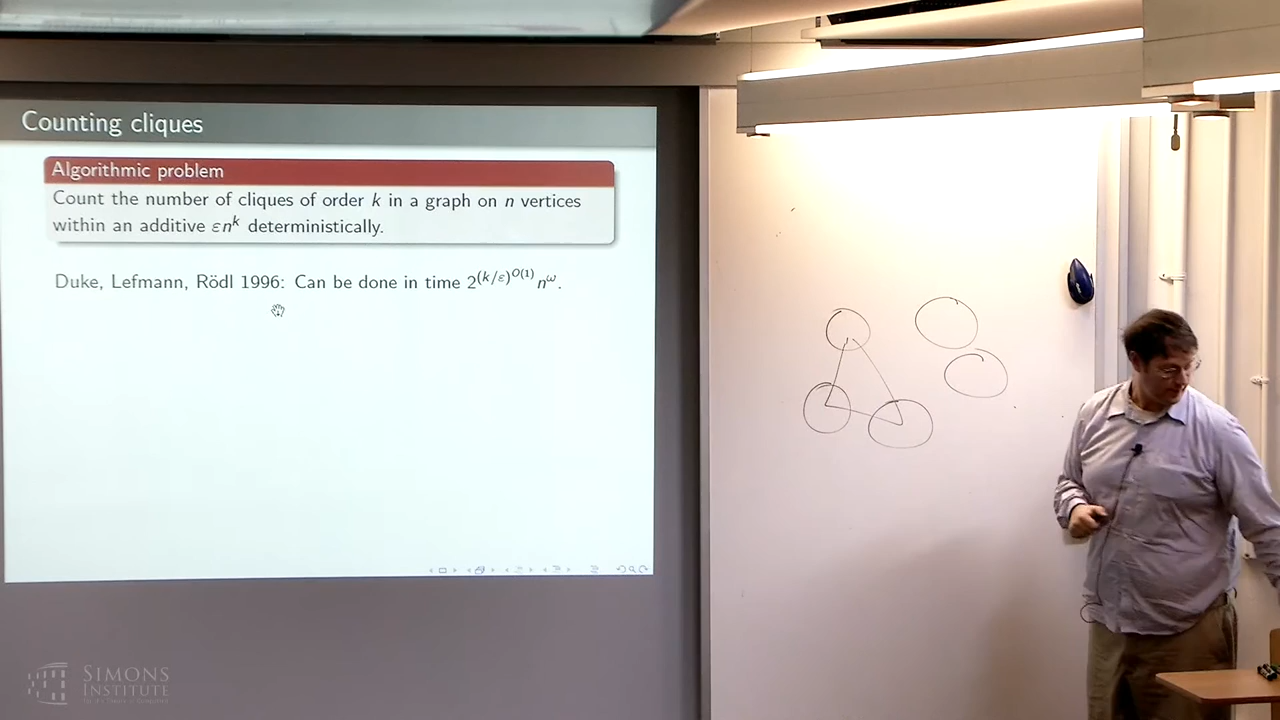 Counting cliques
Algorithmic problem
Count the number of cliques of order k in a graph on n vertices
within an additive εn^k deterministically.
Duke, Lefmann, Rödl 1996: Can be done in time 2^{(k/ε)^{O(1)}} n^ω.
SIMONS
INSTITUTE